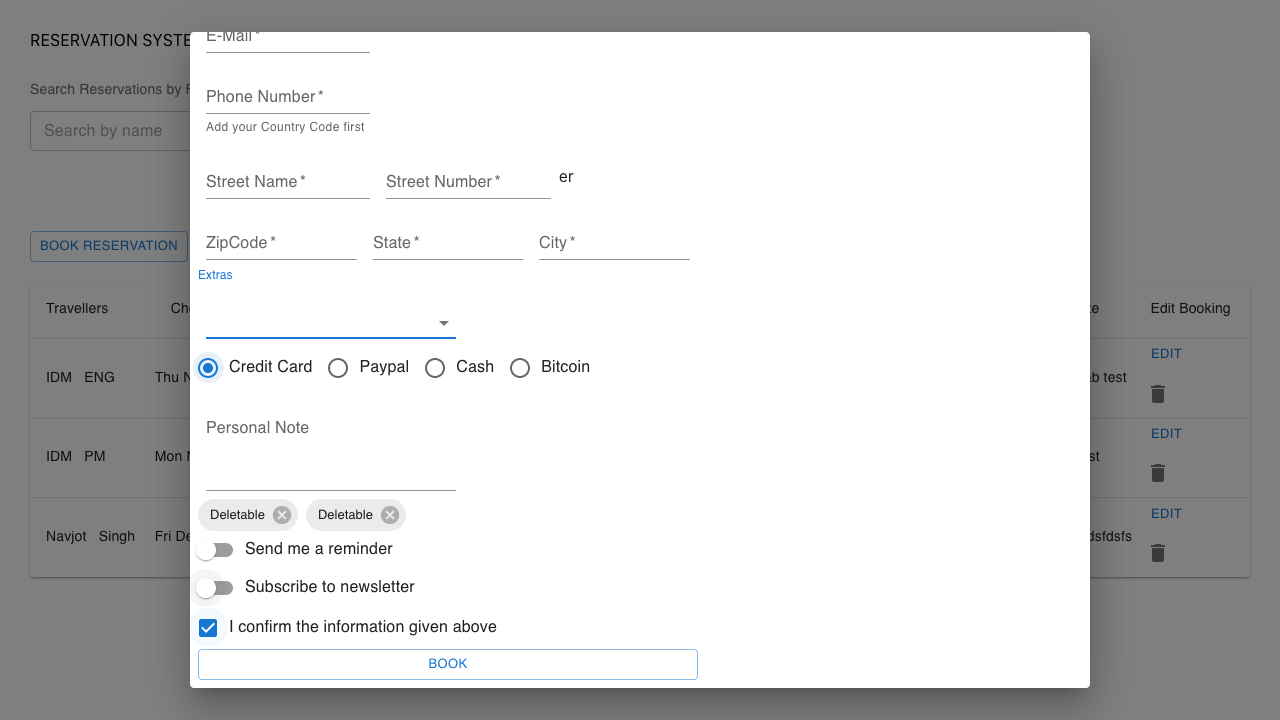 RESERVATION SYSTE
E-Mail *
Search Reservations by
Search by name
Phone Number *
Add your Country Code first
Street Name *
Street Number *
er
BOOK RESERVATION
ZipCode *
State *
City *
Extras
Travellers
Edit Booking
Credit Card
Paypal
Cash
Bitcoin
IDM ENG
Thu
test
EDIT
Personal Note
IDM PM
Mon
EDIT
Deletable
Deletable
Navjot Singh
Fri
dsfdsfs
EDIT
Send me a reminder
Subscribe to newsletter
I confirm the information given above
BOOK